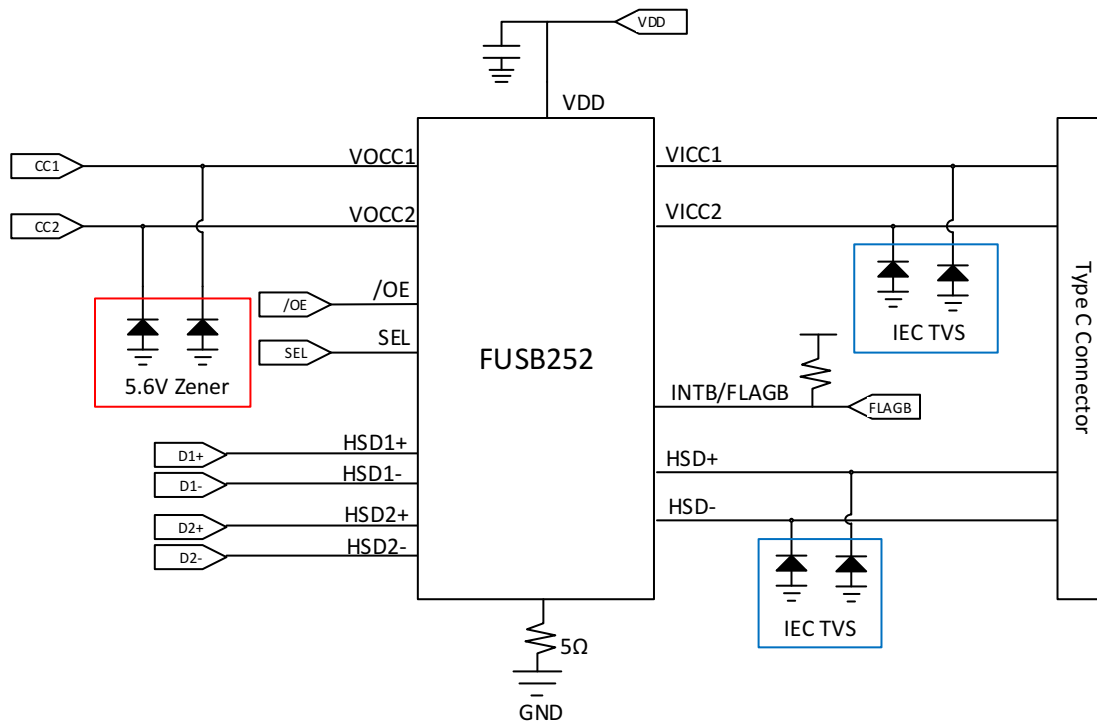 VDD
VDD
CC1
VOCC1
VICC1
CC2
VOCC2
VICC2
/OE
/OE
SEL
SEL
5.6V Zener
IEC TVS
FUSB252
Type C Connector
INTB/FLAGB
FLAGB
D1+
HSD1+
D1-
HSD1-
HSD+
D2+
HSD2+
HSD-
D2-
HSD2-
IEC TVS
5Ω
GND